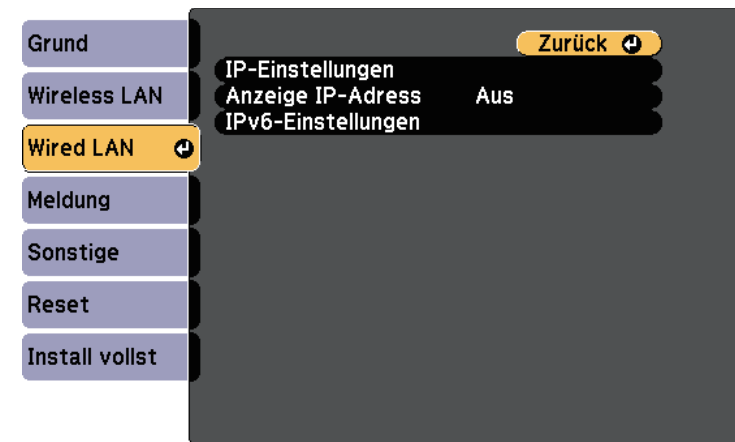 Grund
Wireless LAN
Wired LAN
Meldung
Sonstige
Reset
Install vollst
Zurück
IP-Einstellungen
Anzeige IP-Adress Aus
IPv6-Einstellungen